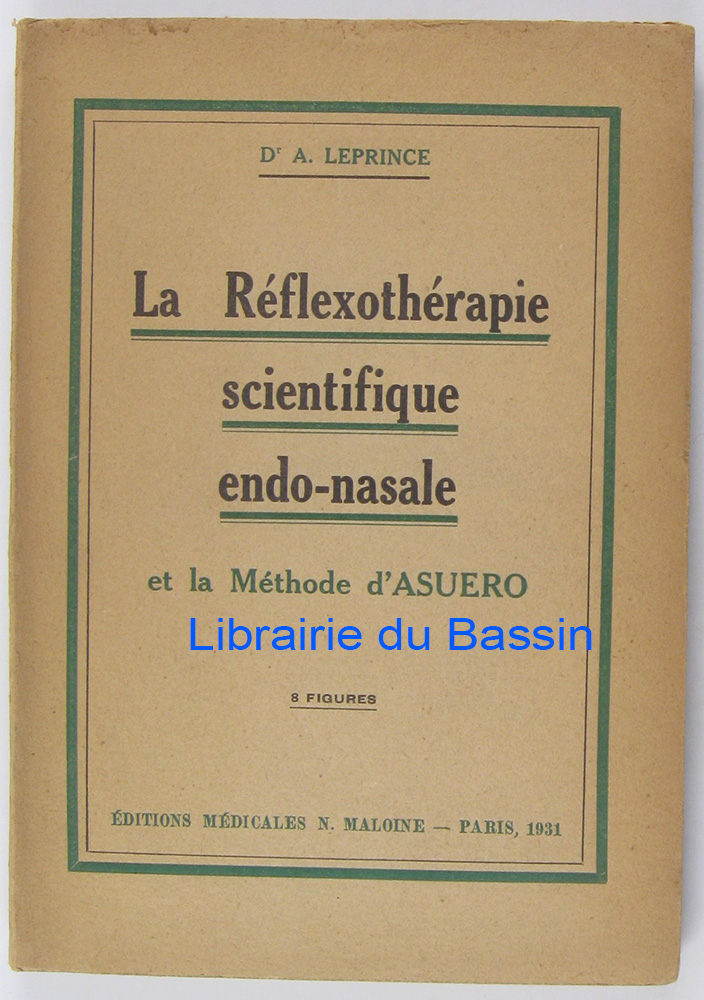 Dr A. LEPRINCE
La Réflexothérapie
scientifique
endo-nasale
et la Méthode d'ASUERO
Librairie du Bassin
8 FIGURES
ÉDITIONS MÉDICALES N. MALOINE — PARIS, 1931